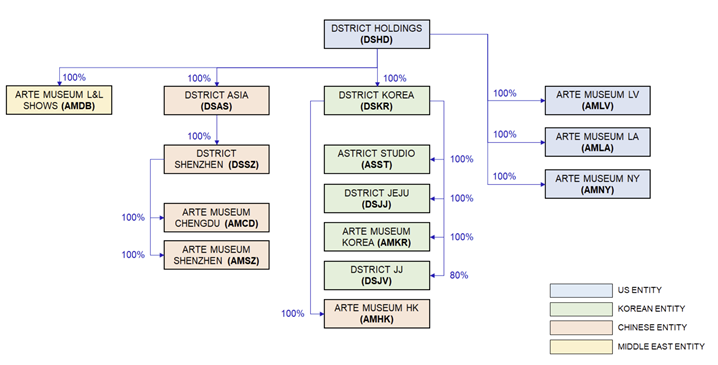 DSTRICT HOLDINGS
(DSHD)
100%
100%
100%
ARTE MUSEUM L&L
SHOWS (AMDB)
DSTRICT ASIA
(DSAS)
DSTRICT KOREA
(DSKR)
100%
ARTE MUSEUM LV
(AMLV)
100%
DSTRICT
SHENZHEN (DSSZ)
ASTRICT STUDIO
(ASST)
100%
100%
ARTE MUSEUM LA
(AMLA)
DSTRICT JEJU
(DSJJ)
100%
100%
ARTE MUSEUM NY
(AMNY)
100%
ARTE MUSEUM
CHENGDU (AMCD)
ARTE MUSEUM
KOREA (AMKR)
100%
100%
ARTE MUSEUM
SHENZHEN (AMSZ)
DSTRICT JJ
(DSJV)
80%
100%
ARTE MUSEUM HK
(AMHK)
US ENTITY
KOREAN ENTITY
CHINESE ENTITY
MIDDLE EAST ENTITY